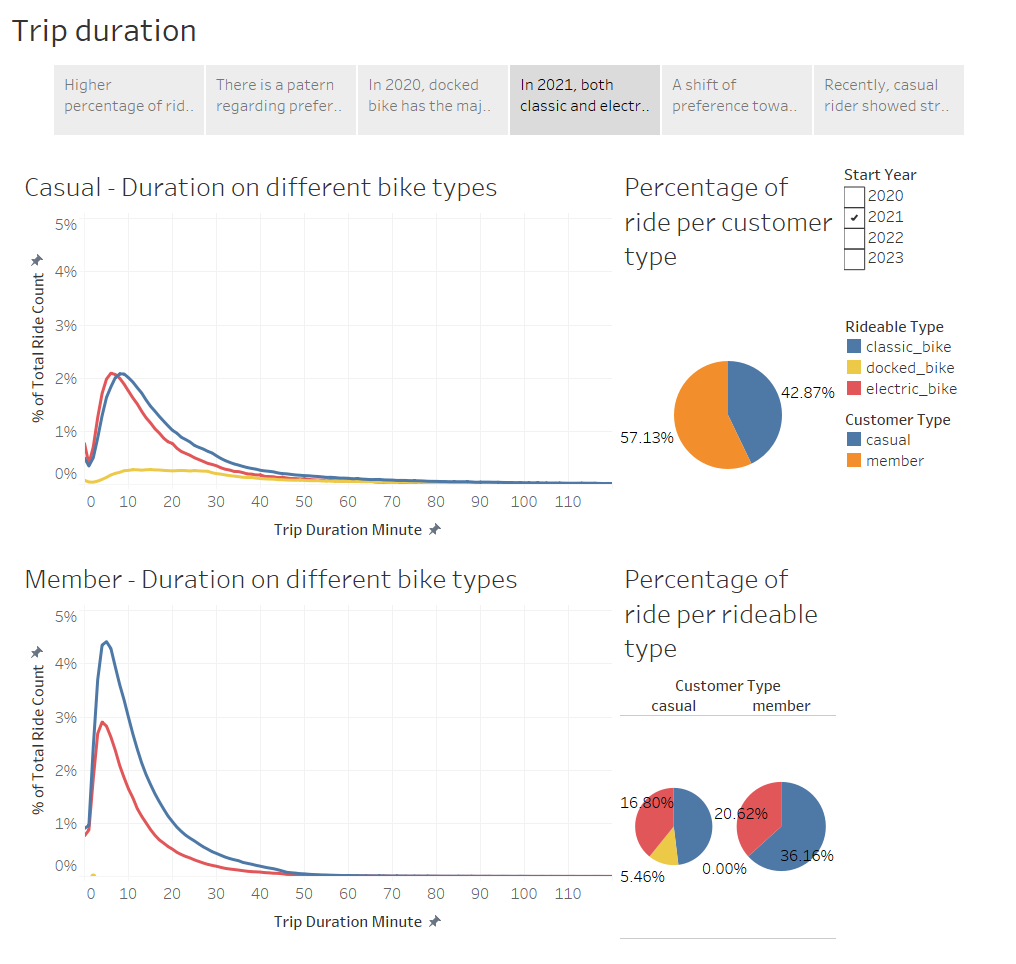 Trip duration
Higher
percentage of rid..
There is a patern
regarding prefer..
In 2020, docked
bike has the maj..
In 2021, both
classic and electr..
A shift of
preference towa..
Recently, casual
rider showed str..
Casual - Duration on different bike types
5%
4%
3%
2%
1%
0%
% of Total Ride Count
0 10 20 30 40 50 60 70 80 90 100 110
Trip Duration Minute
Percentage of
ride per customer
type
42.87%
57.13%
Start Year
2020
2021
2022
2023
Rideable Type
classic_bike
docked_bike
electric_bike
Customer Type
casual
member
Member - Duration on different bike types
5%
4%
3%
2%
1%
0%
% of Total Ride Count
0 10 20 30 40 50 60 70 80 90 100 110
Trip Duration Minute
Percentage of
ride per rideable
type
Customer Type
casual member
16.80%
5.46%
20.62%
36.16%
0.00%